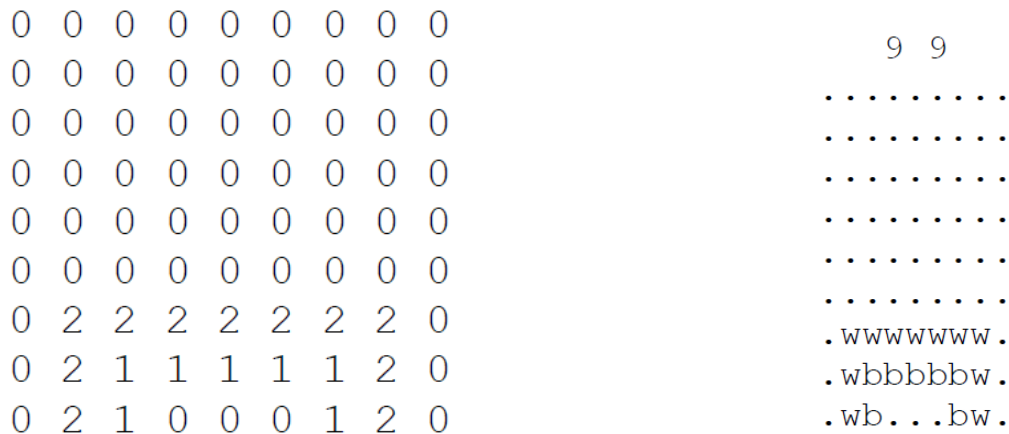 0 0 0 0 0 0 0 0 0
0 0 0 0 0 0 0 0 0
0 0 0 0 0 0 0 0 0
0 0 0 0 0 0 0 0 0
0 0 0 0 0 0 0 0 0
0 0 0 0 0 0 0 0 0
0 2 2 2 2 2 2 2 0
0 2 1 1 1 1 1 2 0
0 2 1 0 0 0 1 2 0
9 9
.........
.........
.........
.........
.........
.........
.wwwwwww.
.wbbbbbw.
.wb...bw.